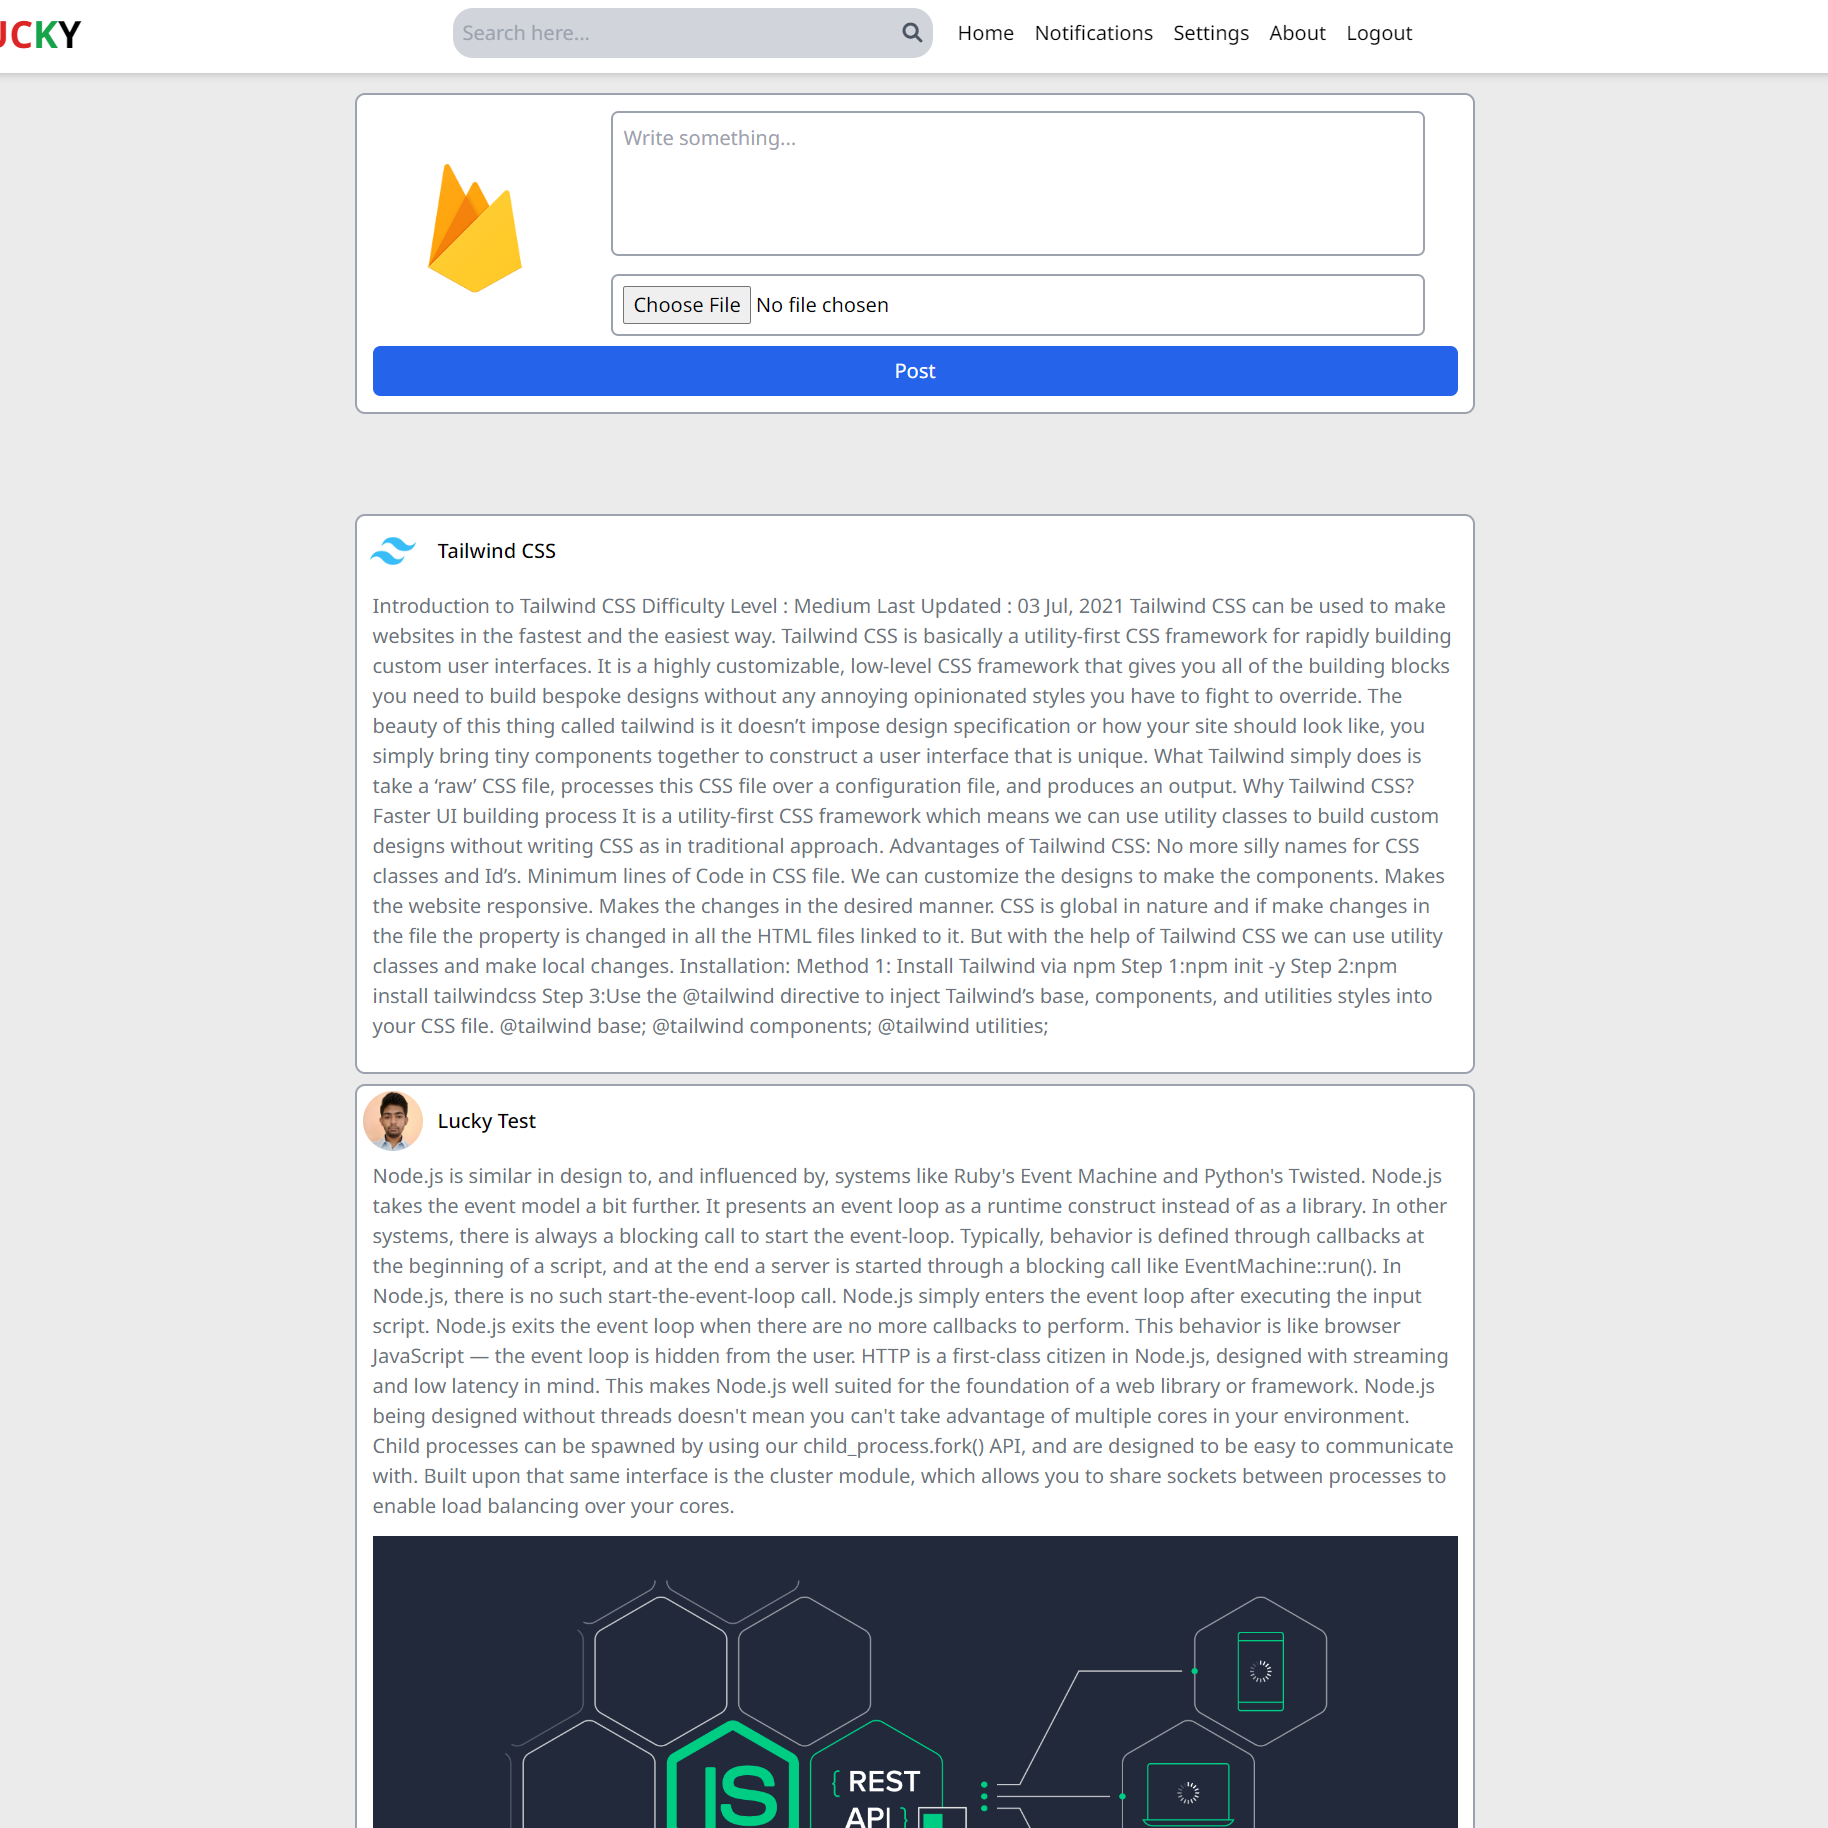 UCKY
Search here...
Home Notifications Settings About Logout
Write something...
Choose File No file chosen
Post
Tailwind CSS
Introduction to Tailwind CSS Difficulty Level : Medium Last Updated : 03 Jul, 2021 Tailwind CSS can be used to make
websites in the fastest and the easiest way. Tailwind CSS is basically a utility-first CSS framework for rapidly building
custom user interfaces. It is a highly customizable, low-level CSS framework that gives you all of the building blocks
you need to build bespoke designs without any annoying opinionated styles you have to fight to override. The
beauty of this thing called tailwind is it doesn’t impose design specification or how your site should look like, you
simply bring tiny components together to construct a user interface that is unique. What Tailwind simply does is
take a ‘raw’ CSS file, processes this CSS file over a configuration file, and produces an output. Why Tailwind CSS?
Faster UI building process It is a utility-first CSS framework which means we can use utility classes to build custom
designs without writing CSS as in traditional approach. Advantages of Tailwind CSS: No more silly names for CSS
classes and Id’s. Minimum lines of Code in CSS file. We can customize the designs to make the components. Makes
the website responsive. Makes the changes in the desired manner. CSS is global in nature and if make changes in
the file the property is changed in all the HTML files linked to it. But with the help of Tailwind CSS we can use utility
classes and make local changes. Installation: Method 1: Install Tailwind via npm Step 1:npm init -y Step 2:npm
install tailwindcss Step 3:Use the @tailwind directive to inject Tailwind’s base, components, and utilities styles into
your CSS file. @tailwind base; @tailwind components; @tailwind utilities;
Lucky Test
Node.js is similar in design to, and influenced by, systems like Ruby's Event Machine and Python's Twisted. Node.js
takes the event model a bit further. It presents an event loop as a runtime construct instead of as a library. In other
systems, there is always a blocking call to start the event-loop. Typically, behavior is defined through callbacks at
the beginning of a script, and at the end a server is started through a blocking call like EventMachine::run(). In
Node.js, there is no such start-the-event-loop call. Node.js simply enters the event loop after executing the input
script. Node.js exits the event loop when there are no more callbacks to perform. This behavior is like browser
JavaScript — the event loop is hidden from the user. HTTP is a first-class citizen in Node.js, designed with streaming
and low latency in mind. This makes Node.js well suited for the foundation of a web library or framework. Node.js
being designed without threads doesn't mean you can't take advantage of multiple cores in your environment.
Child processes can be spawned by using our child_process.fork() API, and are designed to be easy to communicate
with. Built upon that same interface is the cluster module, which allows you to share sockets between processes to
enable load balancing over your cores.
JS
{ REST
API }